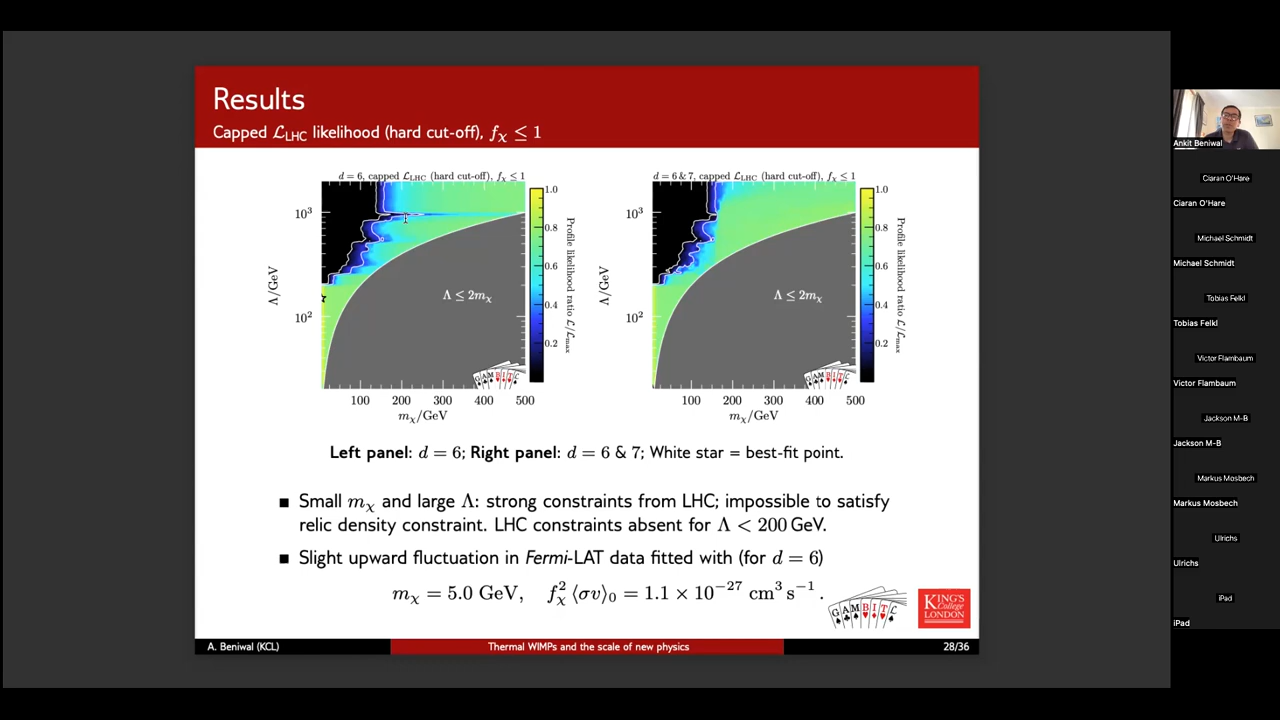 Results
Capped ℒ_LHC likelihood (hard cut-off), f_χ ≤ 1
d = 6, capped ℒ_LHC (hard cut-off), f_χ ≤ 1
10³
10²
Λ/GeV
Λ ≤ 2m_χ
GAMBIT
100 200 300 400 500
m_χ/GeV
1.0
0.8
0.6
0.4
0.2
Profile likelihood ratio ℒ/ℒ_max
d = 6 & 7, capped ℒ_LHC (hard cut-off), f_χ ≤ 1
10³
10²
Λ/GeV
Λ ≤ 2m_χ
GAMBIT
100 200 300 400 500
m_χ/GeV
1.0
0.8
0.6
0.4
0.2
Profile likelihood ratio ℒ/ℒ_max
Left panel: d = 6; Right panel: d = 6 & 7; White star = best-fit point.
■ Small m_χ and large Λ: strong constraints from LHC; impossible to satisfy
relic density constraint. LHC constraints absent for Λ < 200 GeV.
■ Slight upward fluctuation in Fermi-LAT data fitted with (for d = 6)
m_χ = 5.0 GeV, f_χ² ⟨σv⟩₀ = 1.1 × 10⁻²⁷ cm³ s⁻¹ .
GAMBIT
KING'S
College
LONDON
A. Beniwal (KCL)
Thermal WIMPs and the scale of new physics
28/36
Ankit Beniwal
Ciaran O'Hare
Ciaran O'Hare
Michael Schmidt
Michael Schmidt
Tobias Felkl
Tobias Felkl
Victor Flambaum
Victor Flambaum
Jackson M-B
Jackson M-B
Markus Mosbech
Markus Mosbech
Ulrichs
Ulrichs
iPad
iPad